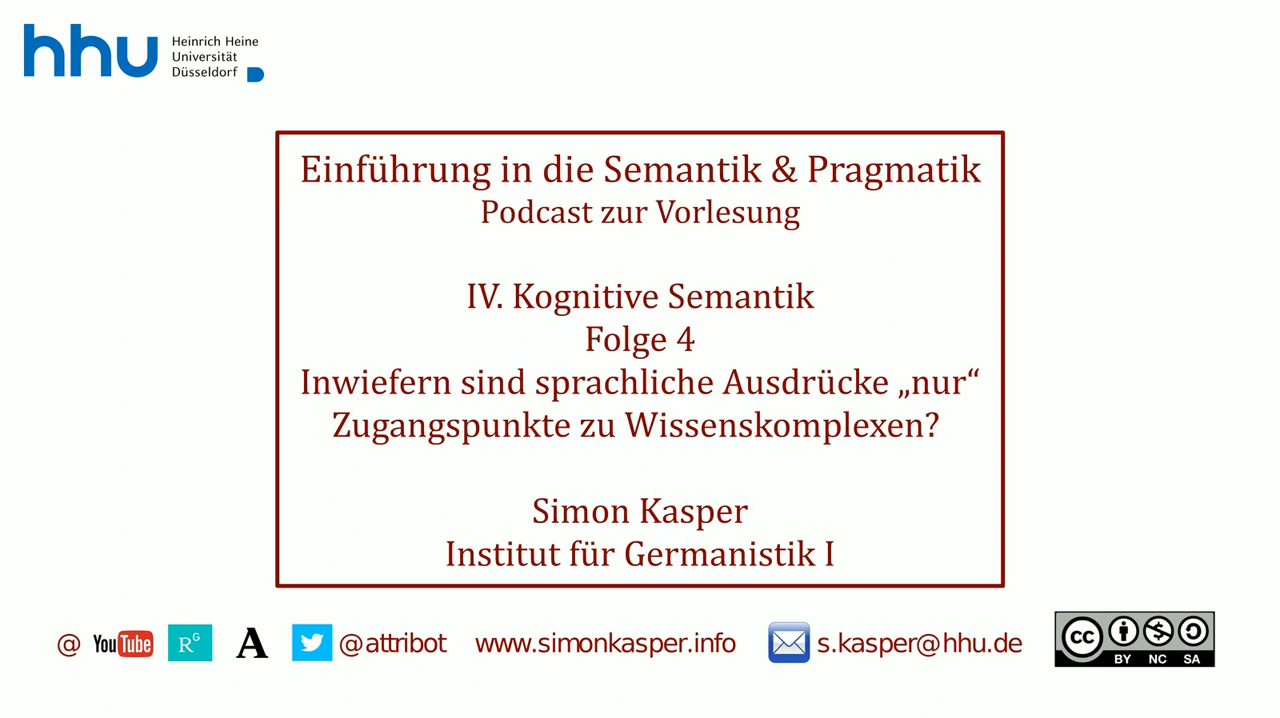 hhu Heinrich Heine
Universität
Düsseldorf
Einführung in die Semantik & Pragmatik
Podcast zur Vorlesung
IV. Kognitive Semantik
Folge 4
Inwiefern sind sprachliche Ausdrücke „nur“
Zugangspunkte zu Wissenskomplexen?
Simon Kasper
Institut für Germanistik I
@ YouTube RG A @attribot www.simonkasper.info s.kasper@hhu.de cc BY NC SA